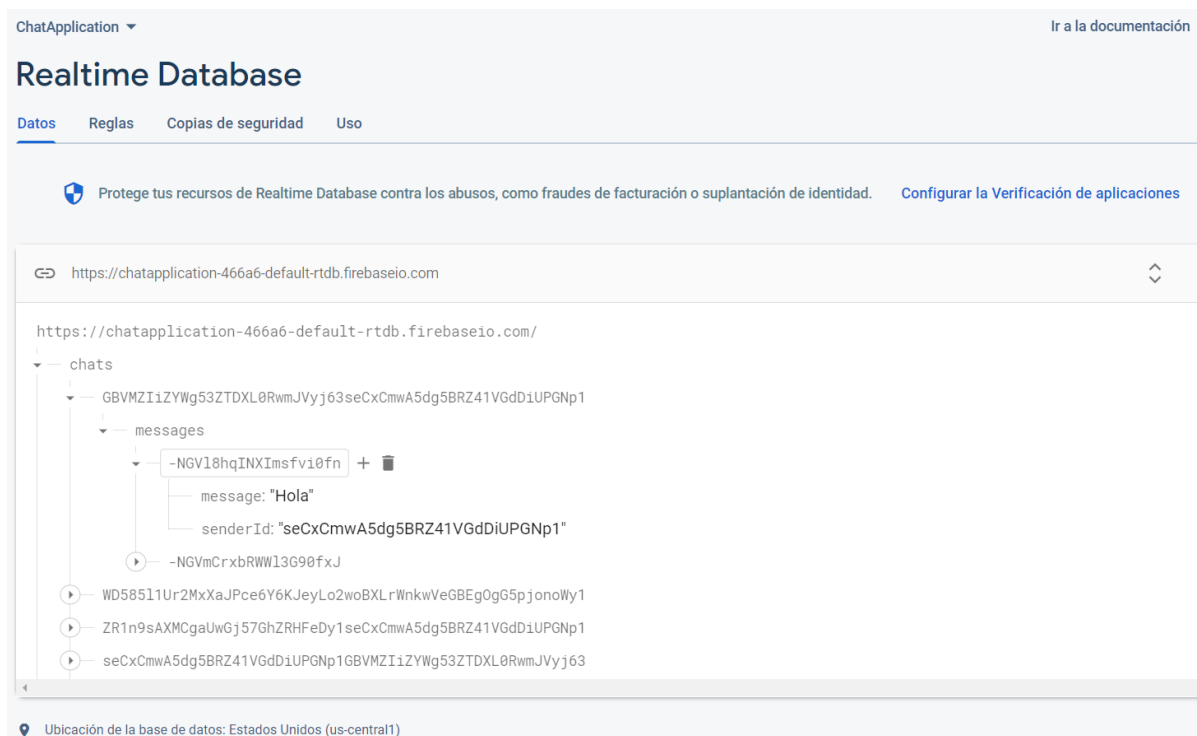 ChatApplication
Ir a la documentación
Realtime Database
Datos Reglas Copias de seguridad Uso
Protege tus recursos de Realtime Database contra los abusos, como fraudes de facturación o suplantación de identidad. Configurar la Verificación de aplicaciones
https://chatapplication-466a6-default-rtdb.firebaseio.com
https://chatapplication-466a6-default-rtdb.firebaseio.com/
chats
GBVMZIiZYWg53ZTDXL0RwmJVyj63seCxCmwA5dg5BRZ41VGdDiUPGNp1
messages
-NGVl8hqINXImsfvi0fn
message: "Hola"
senderId: "seCxCmwA5dg5BRZ41VGdDiUPGNp1"
-NGVmCrxbRWWl3G90fxJ
WD585l1Ur2MxXaJPce6Y6KJeyLo2woBXLrWnkwVeGBEgOgG5pjonoWy1
ZR1n9sAXMCgaUwGj57GhZRHFeDy1seCxCmwA5dg5BRZ41VGdDiUPGNp1
seCxCmwA5dg5BRZ41VGdDiUPGNp1GBVMZIiZYWg53ZTDXL0RwmJVyj63
Ubicación de la base de datos: Estados Unidos (us-central1)